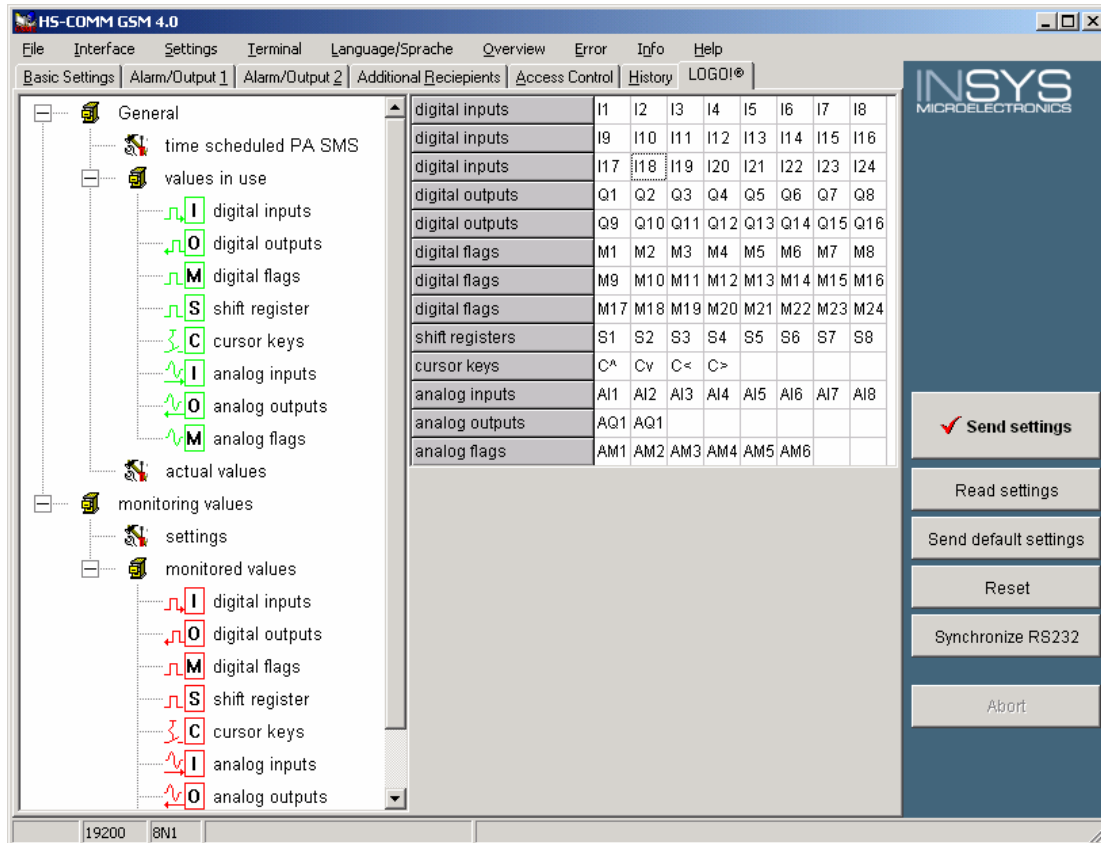 HS-COMM GSM 4.0
File Interface Settings Terminal Language/Sprache Overview Error Info Help
Basic Settings Alarm/Output 1 Alarm/Output 2 Additional Reciepients Access Control History LOGO!®
General
time scheduled PA SMS
values in use
I digital inputs
O digital outputs
M digital flags
S shift register
C cursor keys
I analog inputs
O analog outputs
M analog flags
actual values
monitoring values
settings
monitored values
I digital inputs
O digital outputs
M digital flags
S shift register
C cursor keys
I analog inputs
O analog outputs
digital inputs I1 I2 I3 I4 I5 I6 I7 I8
digital inputs I9 I10 I11 I12 I13 I14 I15 I16
digital inputs I17 I18 I19 I20 I21 I22 I23 I24
digital outputs Q1 Q2 Q3 Q4 Q5 Q6 Q7 Q8
digital outputs Q9 Q10 Q11 Q12 Q13 Q14 Q15 Q16
digital flags M1 M2 M3 M4 M5 M6 M7 M8
digital flags M9 M10 M11 M12 M13 M14 M15 M16
digital flags M17 M18 M19 M20 M21 M22 M23 M24
shift registers S1 S2 S3 S4 S5 S6 S7 S8
cursor keys C^ Cv C< C>
analog inputs AI1 AI2 AI3 AI4 AI5 AI6 AI7 AI8
analog outputs AQ1 AQ1
analog flags AM1 AM2 AM3 AM4 AM5 AM6
INSYS
MICROELECTRONICS
Send settings
Read settings
Send default settings
Reset
Synchronize RS232
Abort
19200 8N1